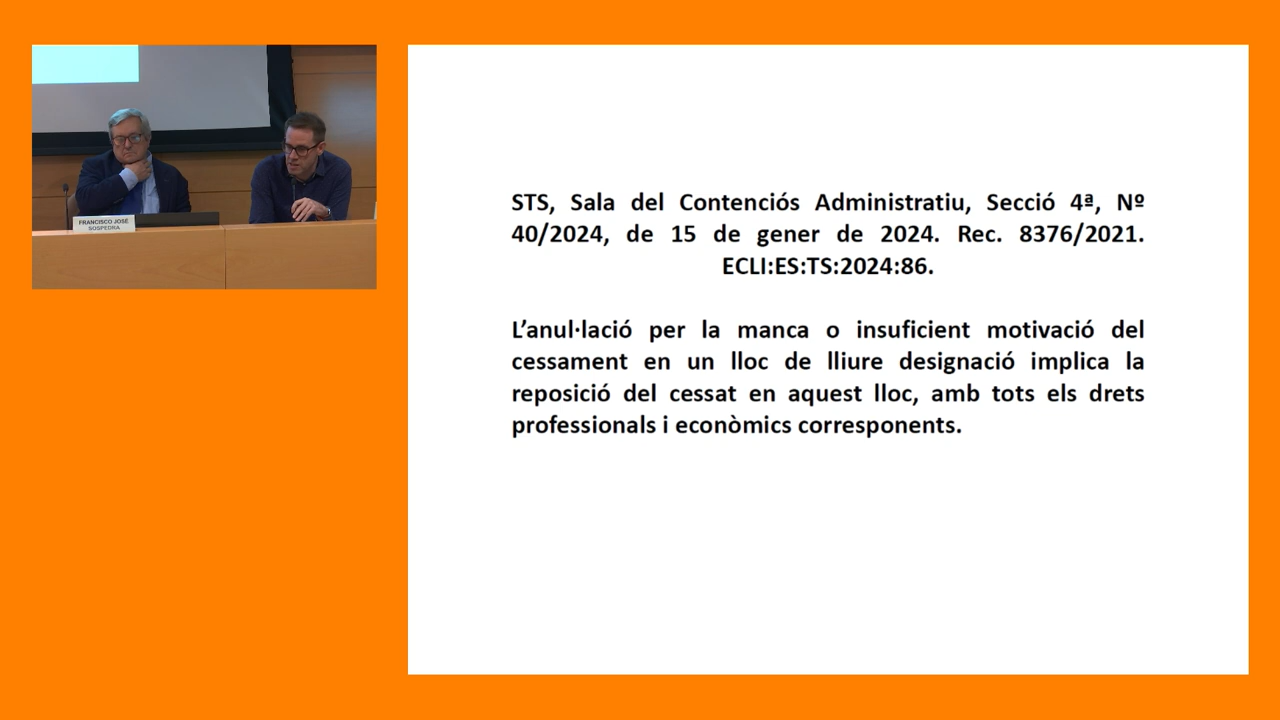 FRANCISCO JOSÉ
SOSPEDRA
STS, Sala del Contenciós Administratiu, Secció 4ª, Nº
40/2024, de 15 de gener de 2024. Rec. 8376/2021.
ECLI:ES:TS:2024:86.
L’anul·lació per la manca o insuficient motivació del
cessament en un lloc de lliure designació implica la
reposició del cessat en aquest lloc, amb tots els drets
professionals i econòmics corresponents.